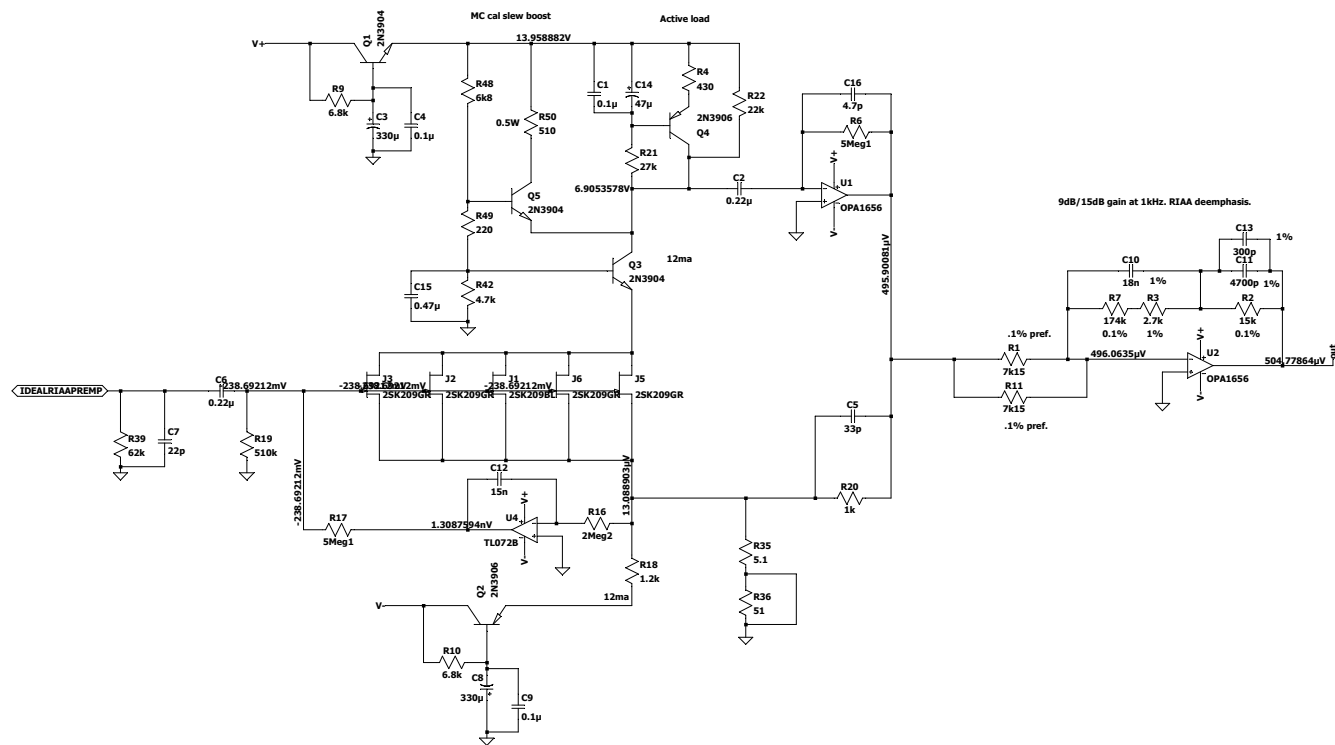 MC cal slew boost
Active load
13.958882V
V+
Q1
2N3904
R9
6.8k
C3
330µ
C4
0.1µ
R48
6k8
0.5W
R50
510
C1
0.1µ
C14
47µ
R4
430
2N3906
Q4
R22
22k
R21
27k
6.9053578V
Q5
2N3904
R49
220
C15
0.47µ
R42
4.7k
Q3
2N3904
12ma
C2
0.22µ
C16
4.7p
R6
5Meg1
V+
U1
OPA1656
V-
495.90081µV
9dB/15dB gain at 1kHz. RIAA deemphasis.
C13
300p
1%
C10
18n
1%
C11
4700p
1%
R7
174k
0.1%
R3
2.7k
1%
R2
15k
0.1%
.1% pref.
R1
7k15
R11
7k15
.1% pref.
496.0635µV
V+
U2
OPA1656
V-
504.77864µV
out
IDEALRIAAPREMP
C6
0.22µ
-238.69212mV
R39
62k
C7
22p
R19
510k
J3
J2
2SK209GR
J1
-238.69212mV
2SK209BL
J6
2SK209GR
J5
2SK209GR
-238.69212mV
C12
15n
R17
5Meg1
1.3087594nV
V+
U4
TL072B
V-
R16
2Meg2
13.088903µV
C5
33p
R20
1k
R18
1.2k
12ma
R35
5.1
R36
51
Q2
2N3906
V-
R10
6.8k
C8
330µ
C9
0.1µ